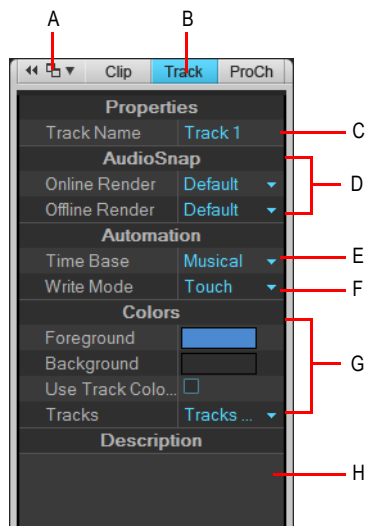 A B
Clip Track ProCh
Properties
Track Name Track 1 C
AudioSnap
Online Render Default D
Offline Render Default
Automation
Time Base Musical E
Write Mode Touch F
Colors
Foreground
Background G
Use Track Colo...
Tracks Tracks ...
Description
H